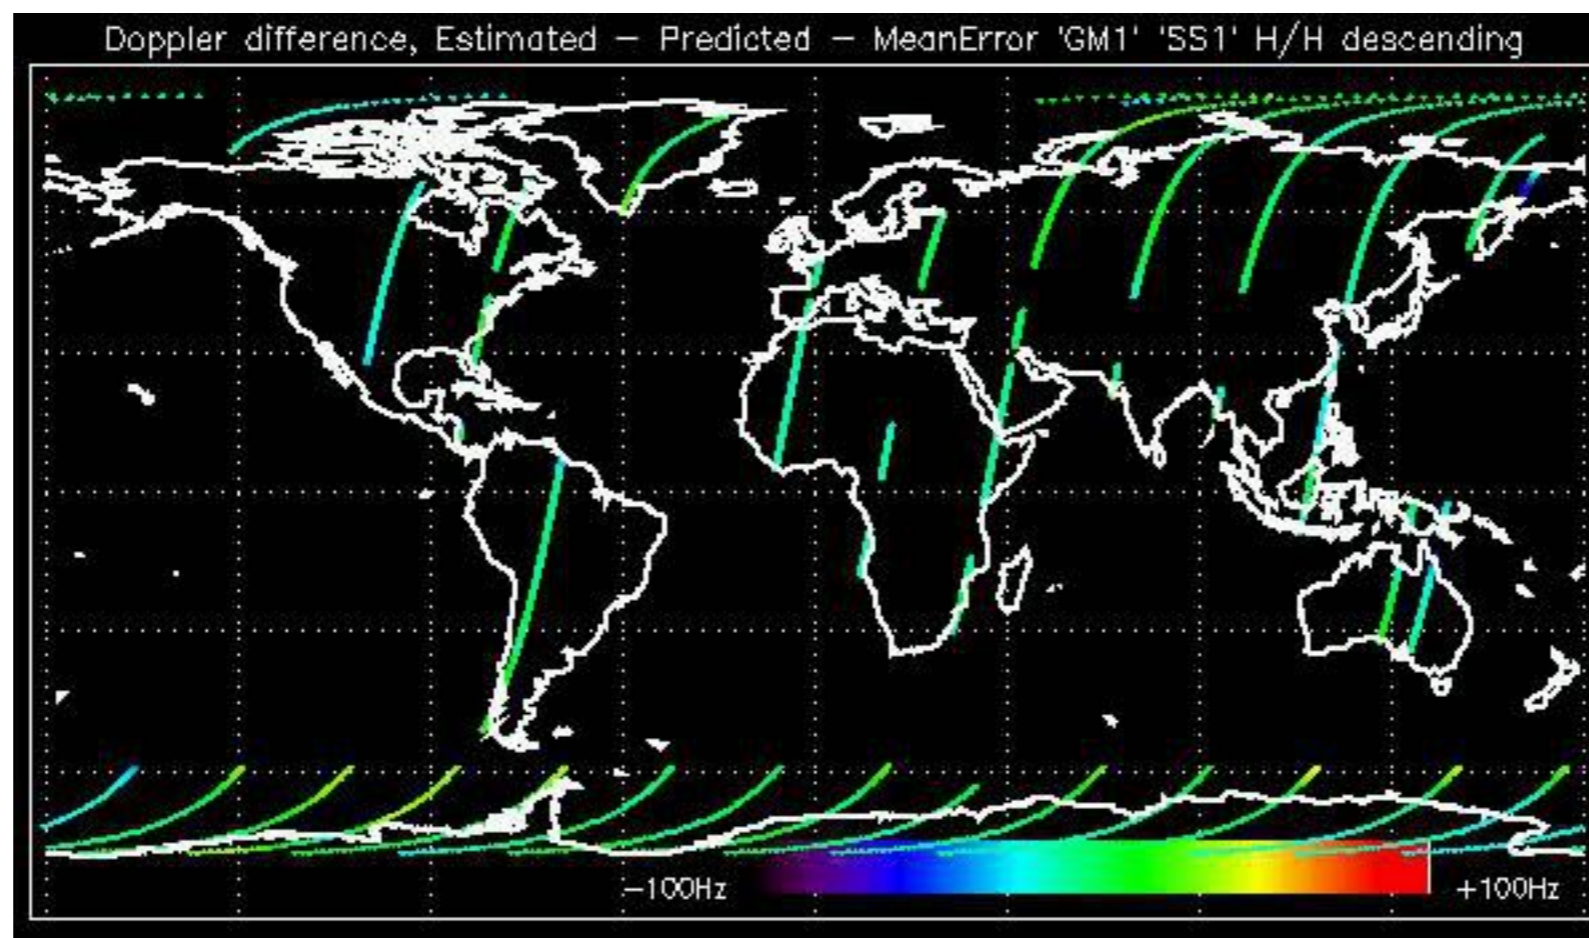 Doppler difference, Estimated − Predicted − MeanError 'GM1' 'SS1' H/H descending
−100Hz
+100Hz